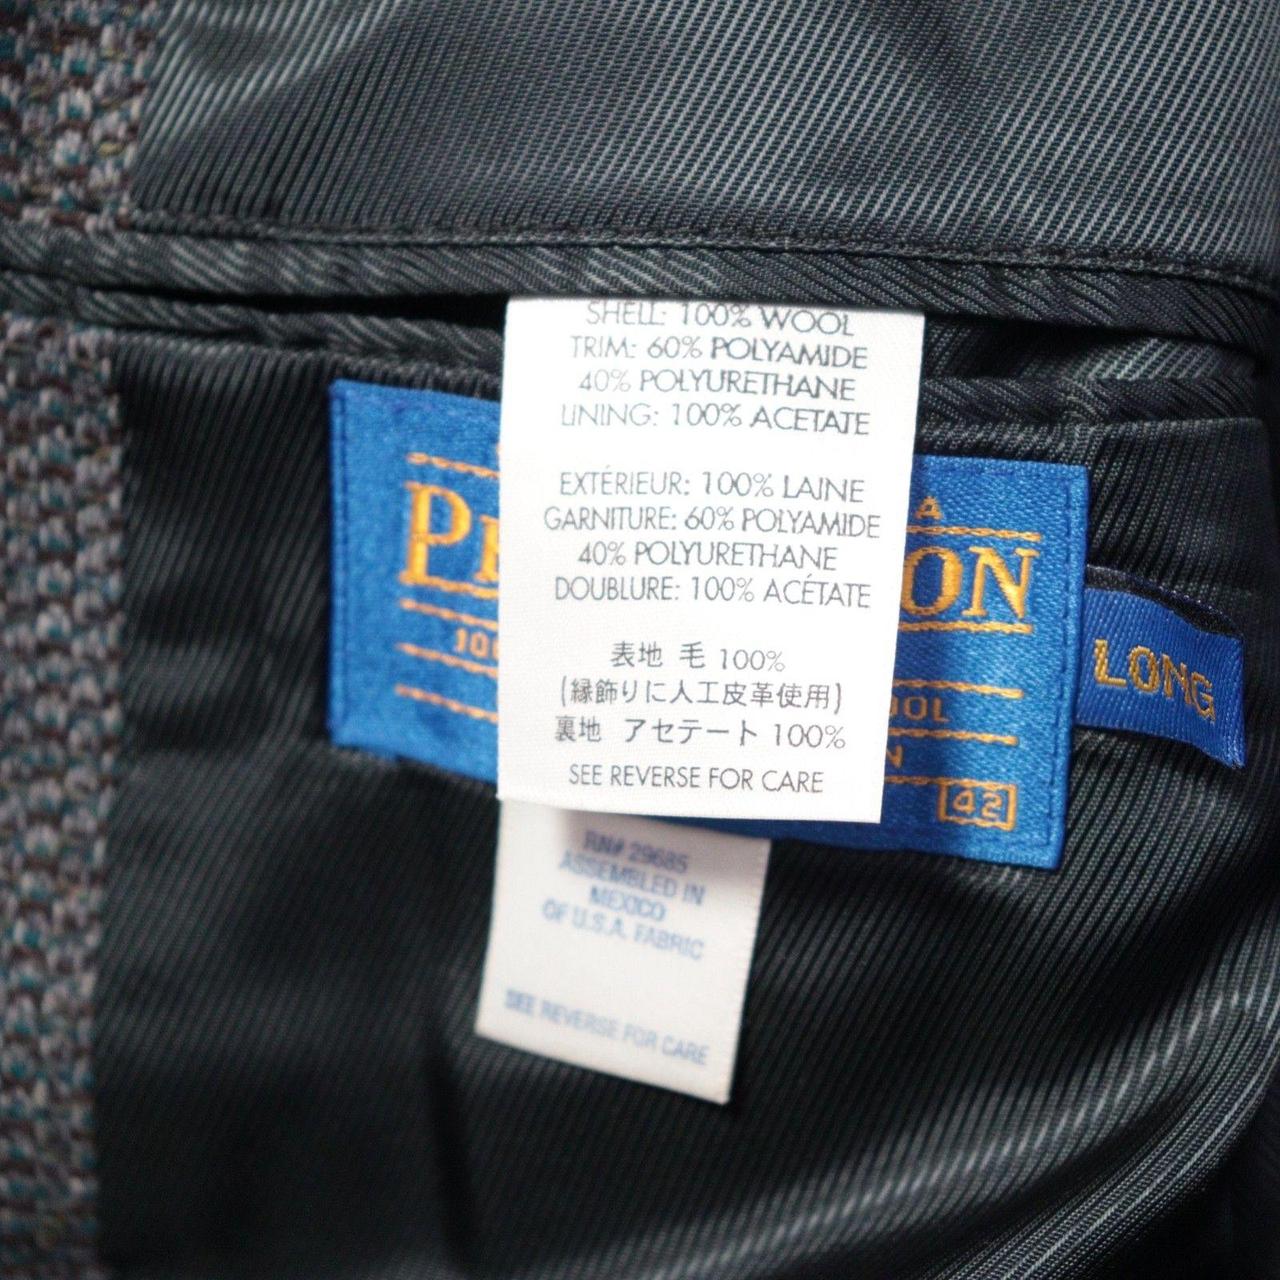 SHELL: 100% WOOL
TRIM: 60% POLYAMIDE
40% POLYURETHANE
LINING: 100% ACETATE
EXTÉRIEUR: 100% LAINE
GARNITURE: 60% POLYAMIDE
40% POLYURETHANE
DOUBLURE: 100% ACÉTATE
表地 毛 100%
(縁飾りに人工皮革使用)
裏地 アセテート 100%
SEE REVERSE FOR CARE
LONG
42
RN# 29685
ASSEMBLED IN
MEXICO
OF U.S.A. FABRIC
SEE REVERSE FOR CARE